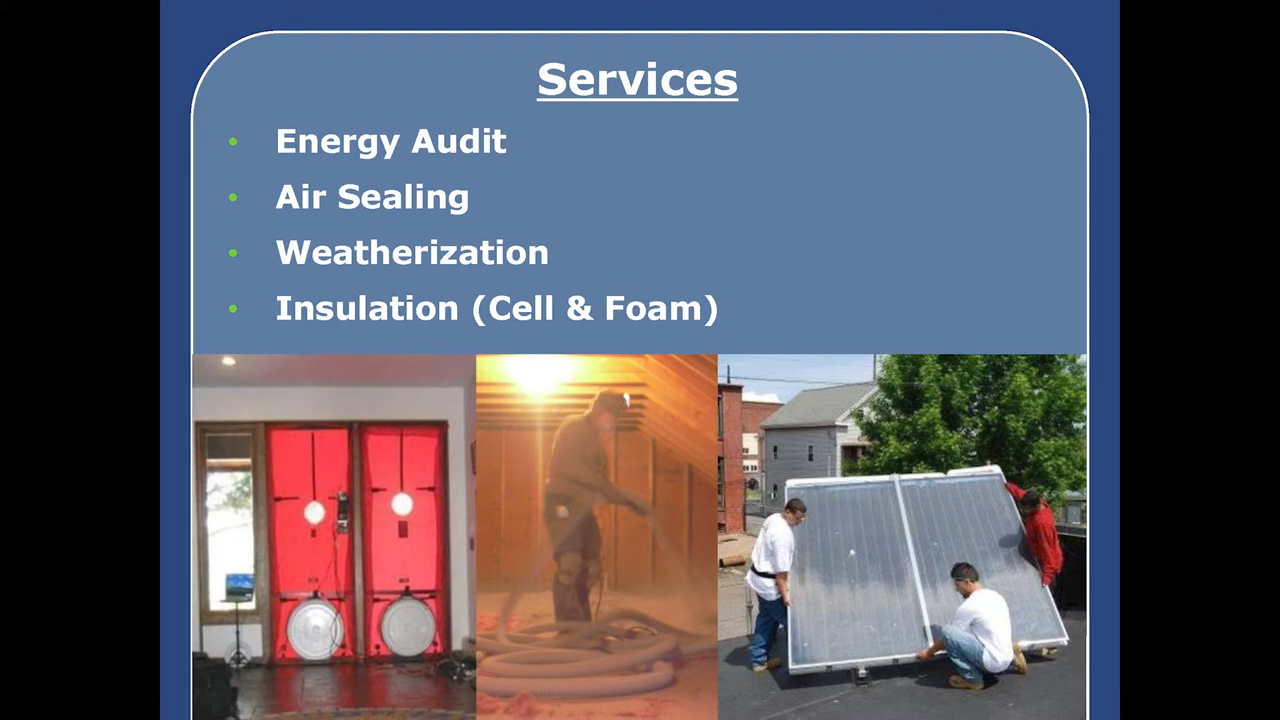 Services
• Energy Audit
• Air Sealing
• Weatherization
• Insulation (Cell & Foam)